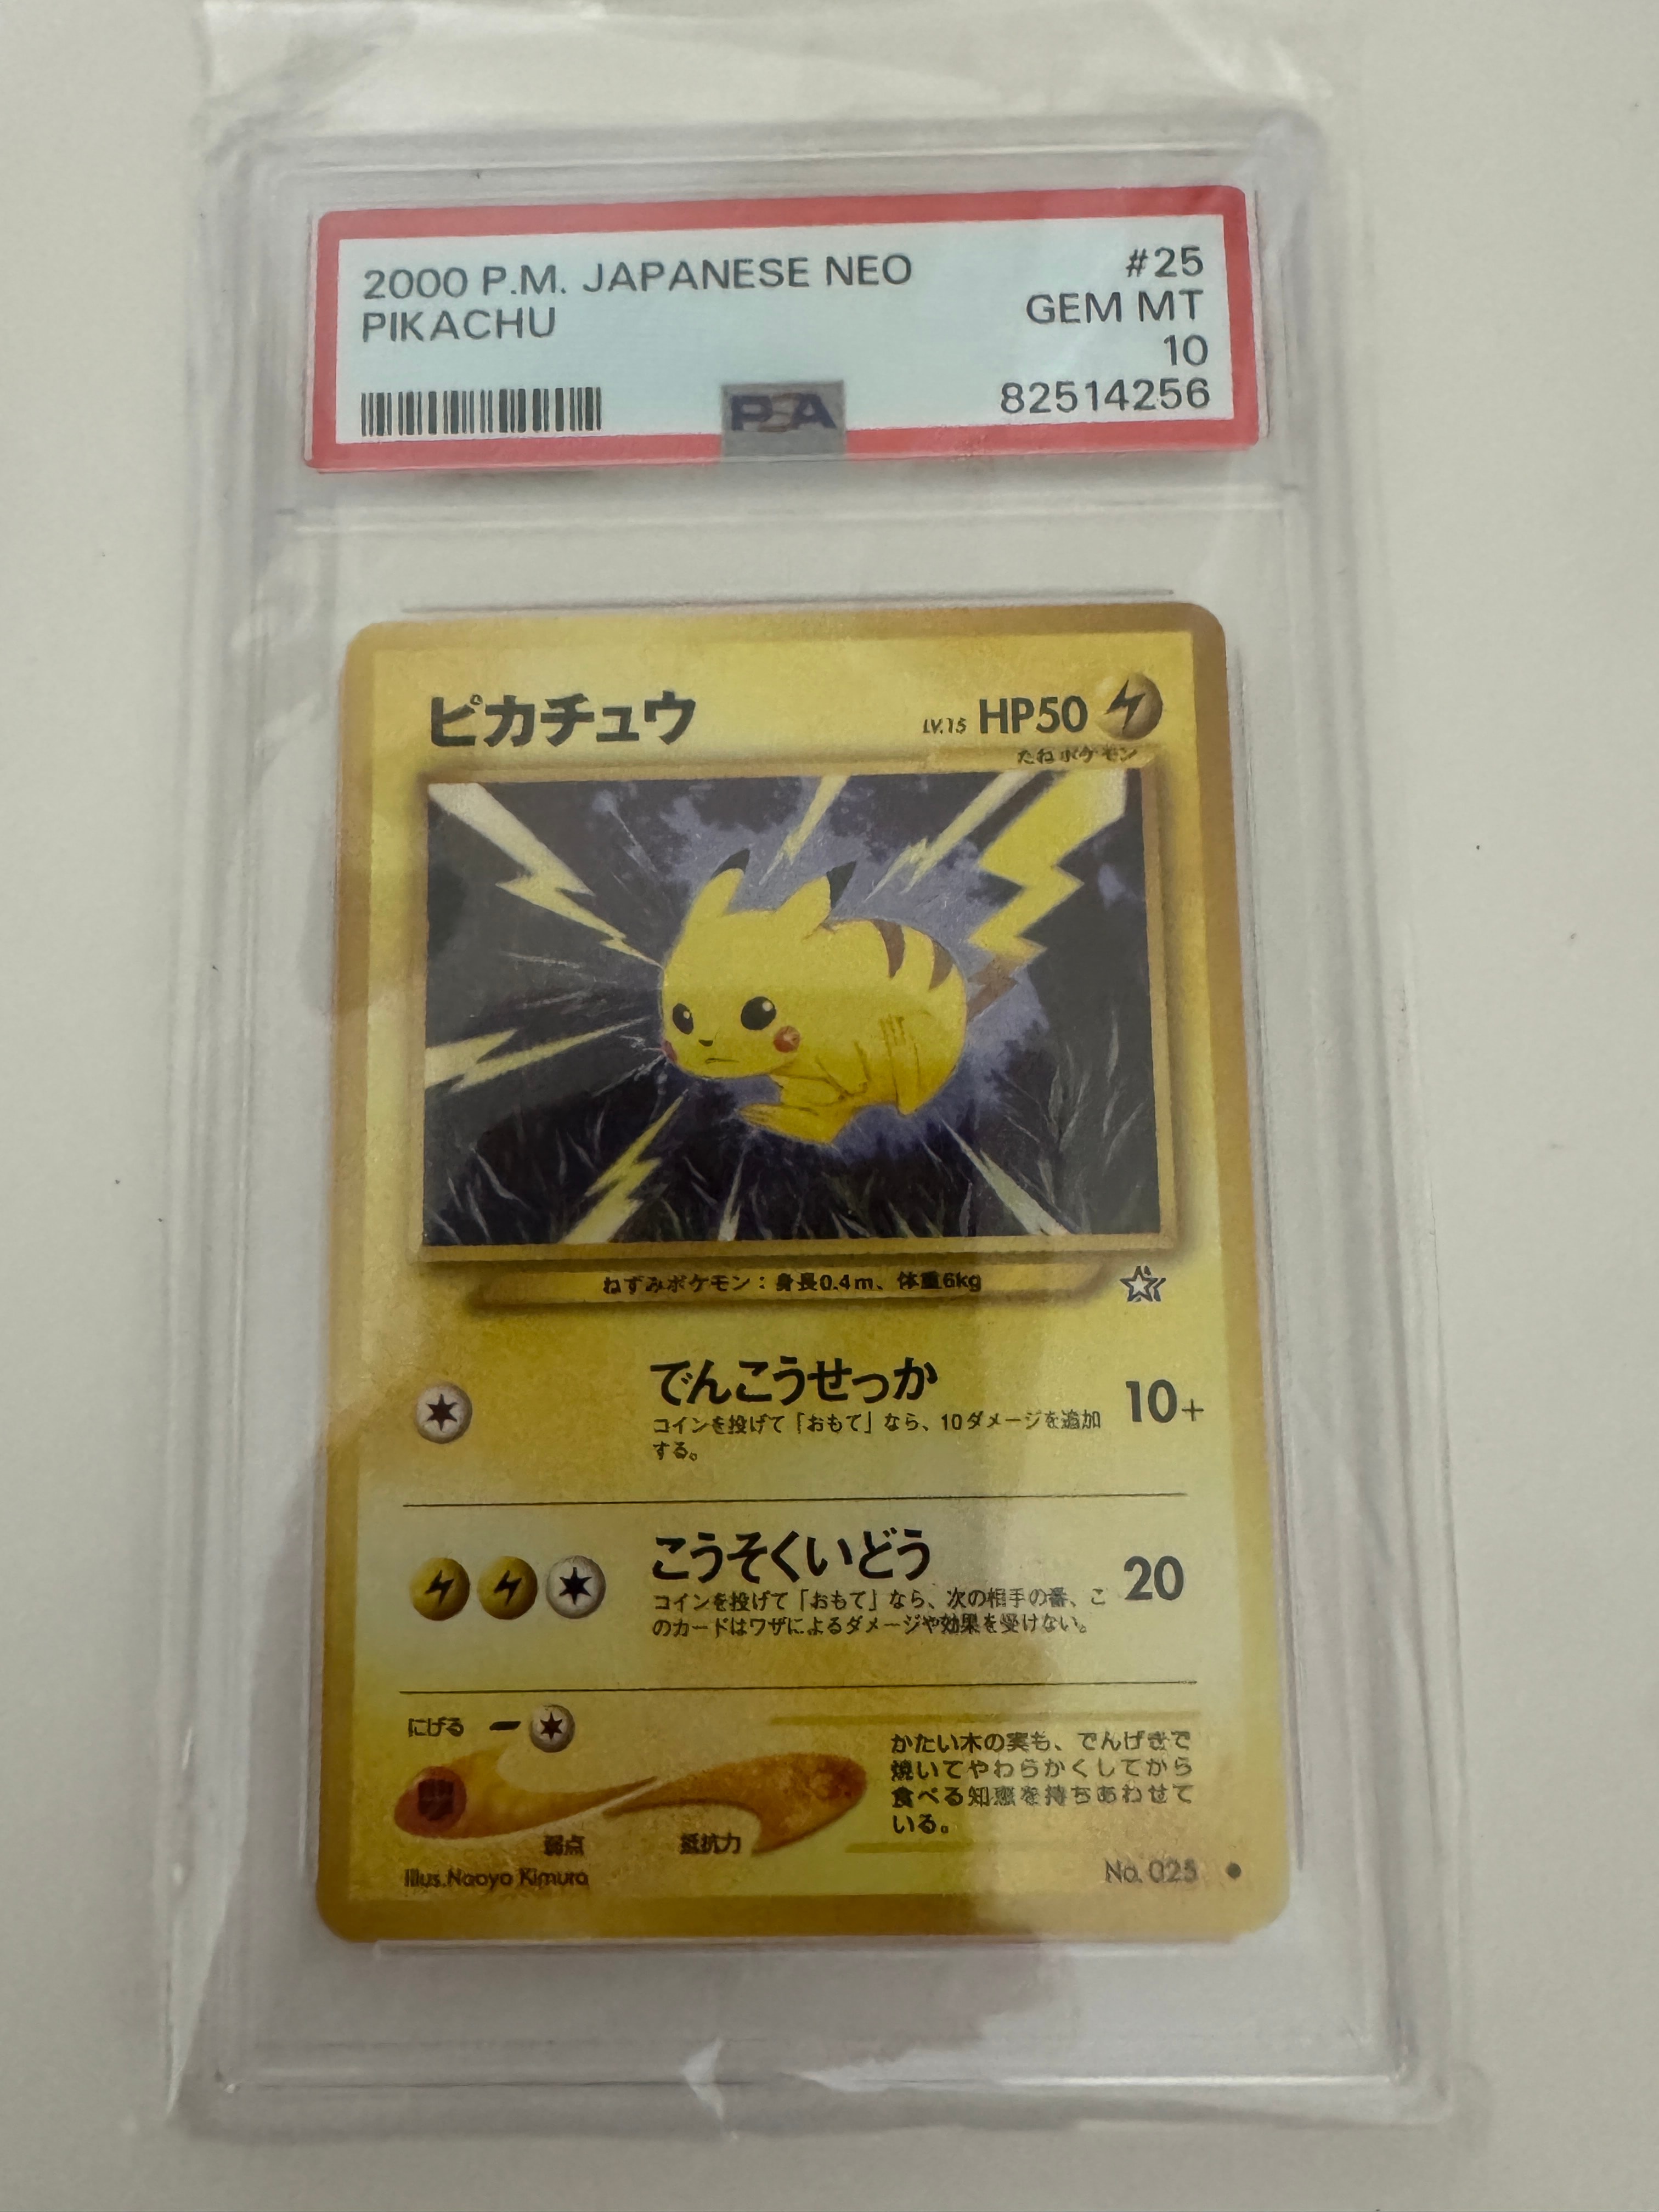 2000 P.M. JAPANESE NEO #25
PIKACHU GEM MT
10
PSA 82514256
ピカチュウ LV.15 HP50
たねポケモン
ねずみポケモン：身長0.4m、体重6kg
でんこうせっか 10+
コインを投げて「おもて」なら、10ダメージを追加
する。
こうそくいどう 20
コインを投げて「おもて」なら、次の相手の番、こ
のカードはワザによるダメージや効果を受けない。
にげる
かたい木の実も、でんげきで
焼いてやわらかくしてから
食べる知恵を持ちあわせて
いる。
弱点 抵抗力
Illus.Naoyo Kimura No. 025 ●